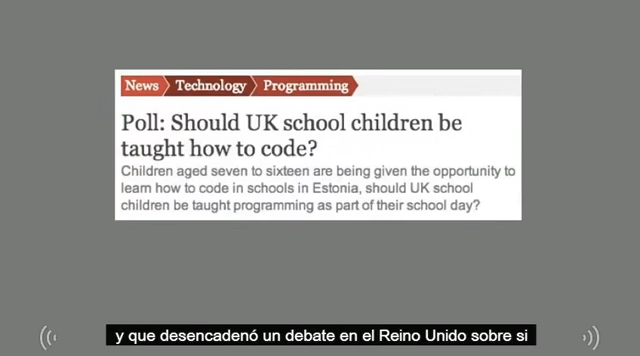 News Technology Programming
Poll: Should UK school children be
taught how to code?
Children aged seven to sixteen are being given the opportunity to
learn how to code in schools in Estonia, should UK school
children be taught programming as part of their school day?
y que desencadenó un debate en el Reino Unido sobre si